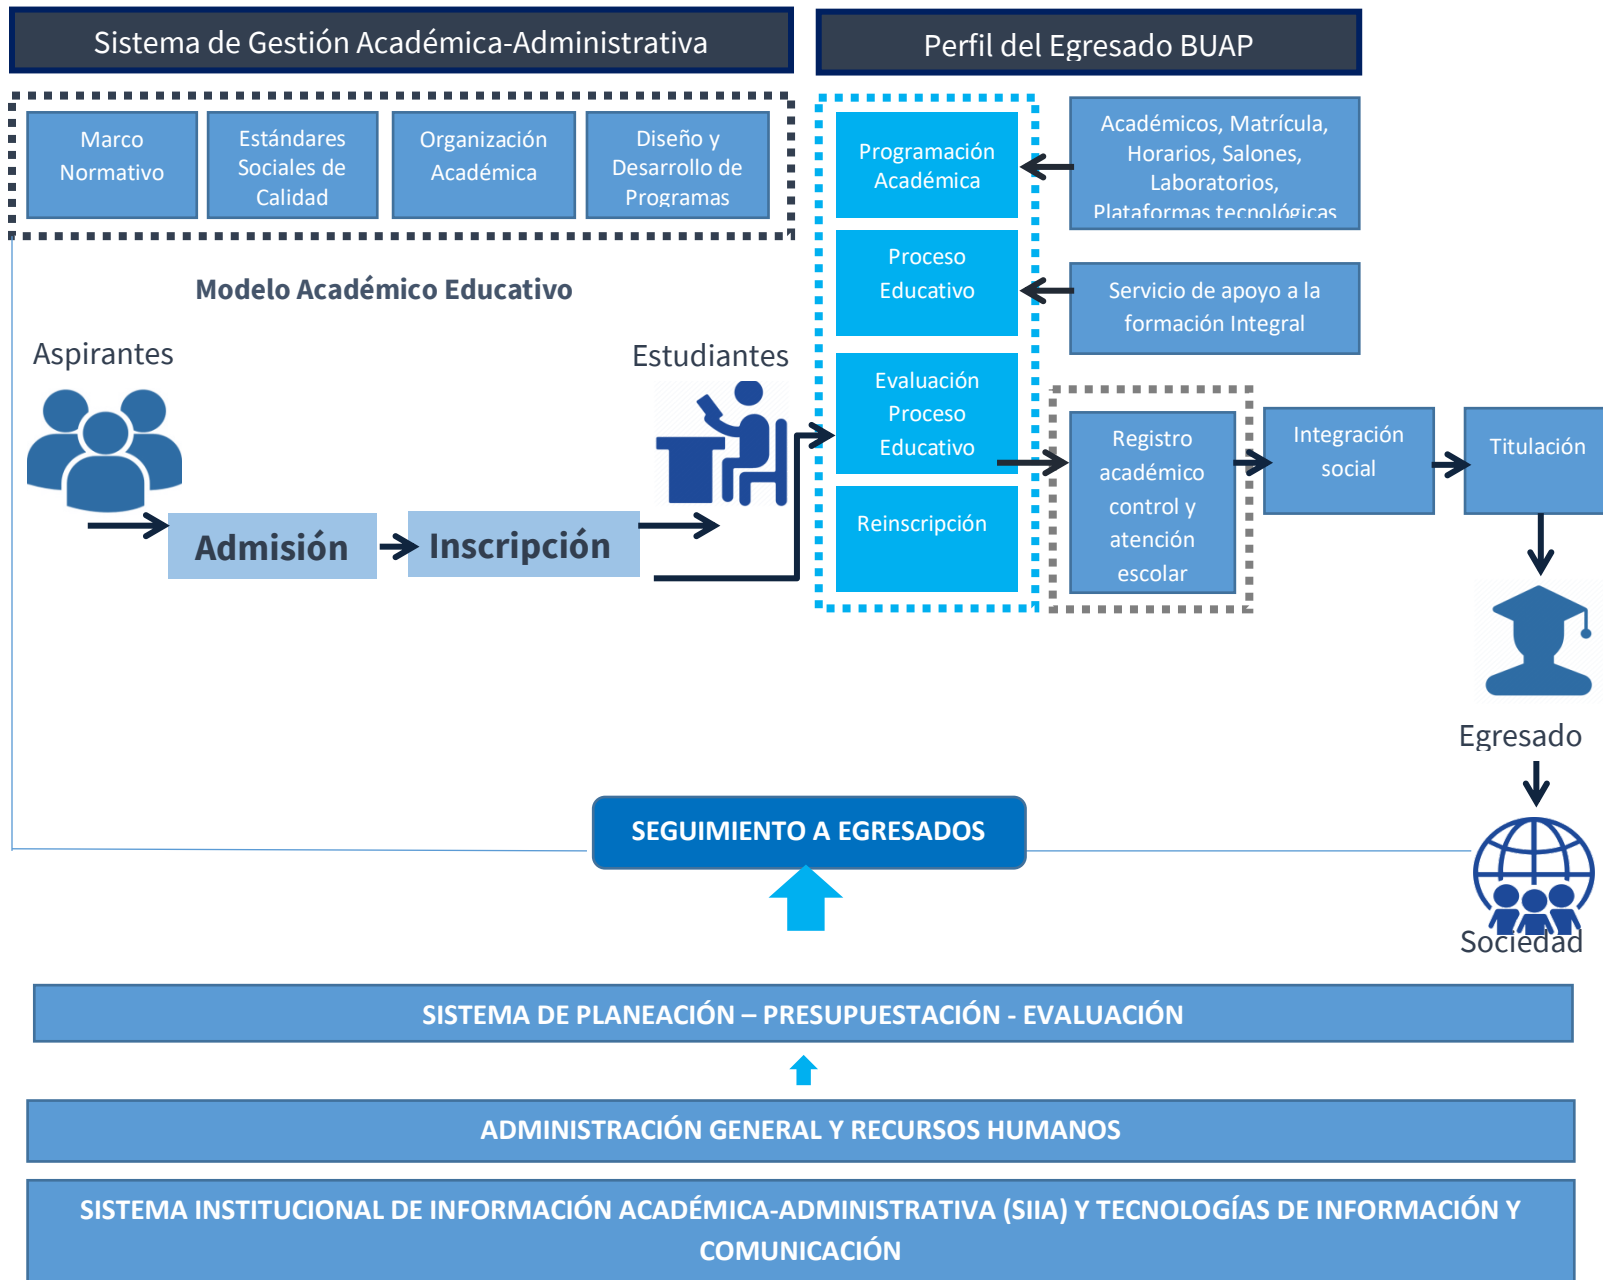 Sistema de Gestión Académica-Administrativa
Perfil del Egresado BUAP
Marco
Normativo
Estándares
Sociales de
Calidad
Organización
Académica
Diseño y
Desarrollo de
Programas
Programación
Académica
Académicos, Matrícula,
Horarios, Salones,
Laboratorios,
Plataformas tecnológicas
Proceso
Educativo
Servicio de apoyo a la
formación Integral
Modelo Académico Educativo
Aspirantes
Estudiantes
Evaluación
Proceso
Educativo
Registro
académico
control y
atención
escolar
Integración
social
Titulación
Admisión
Inscripción
Reinscripción
Egresado
SEGUIMIENTO A EGRESADOS
Sociedad
SISTEMA DE PLANEACIÓN – PRESUPUESTACIÓN - EVALUACIÓN
ADMINISTRACIÓN GENERAL Y RECURSOS HUMANOS
SISTEMA INSTITUCIONAL DE INFORMACIÓN ACADÉMICA-ADMINISTRATIVA (SIIA) Y TECNOLOGÍAS DE INFORMACIÓN Y
COMUNICACIÓN